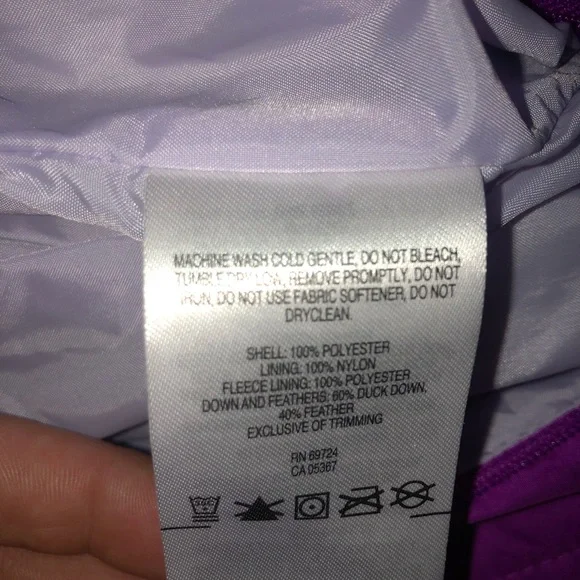 MACHINE WASH COLD GENTLE, DO NOT BLEACH,
TUMBLE DRY LOW, REMOVE PROMPTLY, DO NOT
IRON, DO NOT USE FABRIC SOFTENER, DO NOT
DRYCLEAN.
SHELL: 100% POLYESTER
LINING: 100% NYLON
FLEECE LINING: 100% POLYESTER
DOWN AND FEATHERS: 60% DUCK DOWN,
40% FEATHER
EXCLUSIVE OF TRIMMING
RN 69724
CA 05367